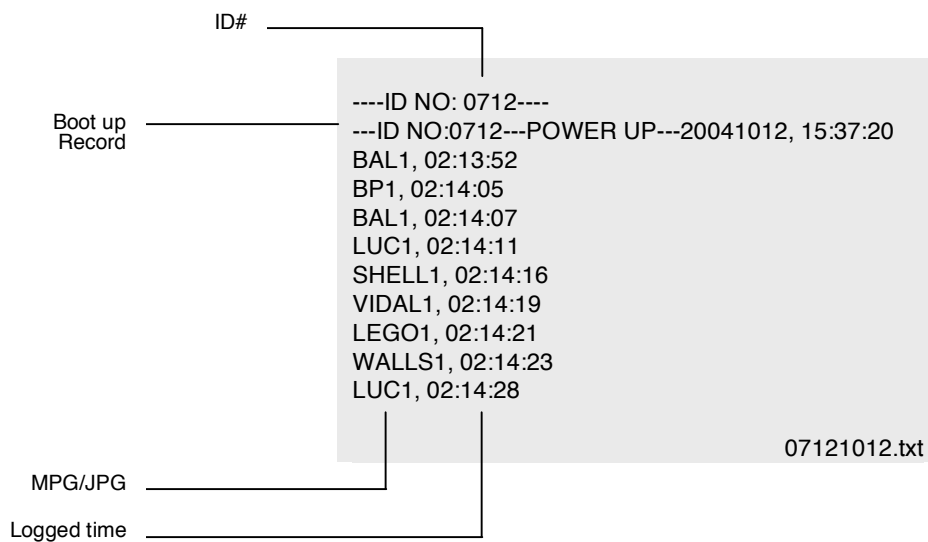 ID#
----ID NO: 0712----
Boot up
Record
---ID NO:0712---POWER UP---20041012, 15:37:20
BAL1, 02:13:52
BP1, 02:14:05
BAL1, 02:14:07
LUC1, 02:14:11
SHELL1, 02:14:16
VIDAL1, 02:14:19
LEGO1, 02:14:21
WALLS1, 02:14:23
LUC1, 02:14:28
07121012.txt
MPG/JPG
Logged time